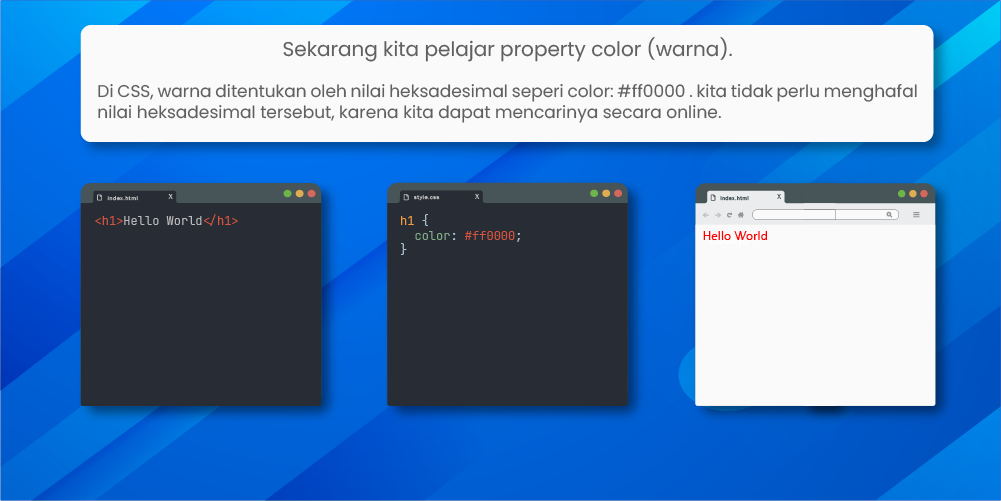 Sekarang kita pelajar property color (warna).
Di CSS, warna ditentukan oleh nilai heksadesimal seperi color: #ff0000 . kita tidak perlu menghafal
nilai heksadesimal tersebut, karena kita dapat mencarinya secara online.
index.html X
<h1>Hello World</h1>
style.css X
h1 {
color: #ff0000;
}
index.html X
Hello World